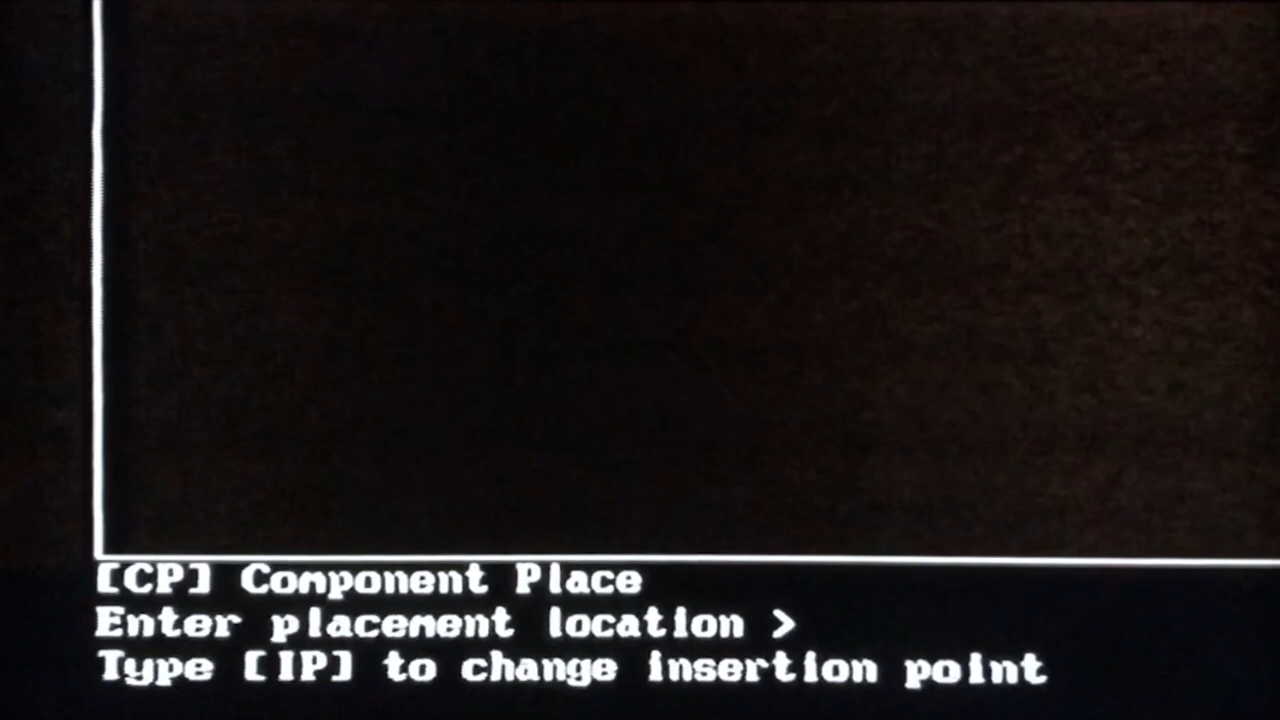 [CP] Component Place
Enter placement location >
Type [IP] to change insertion point